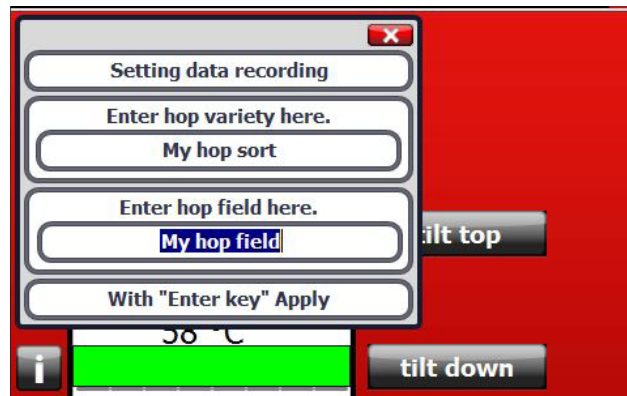 Setting data recording
Enter hop variety here.
My hop sort
Enter hop field here.
My hop field
tilt top
With "Enter key" Apply
58 °C
i
tilt down